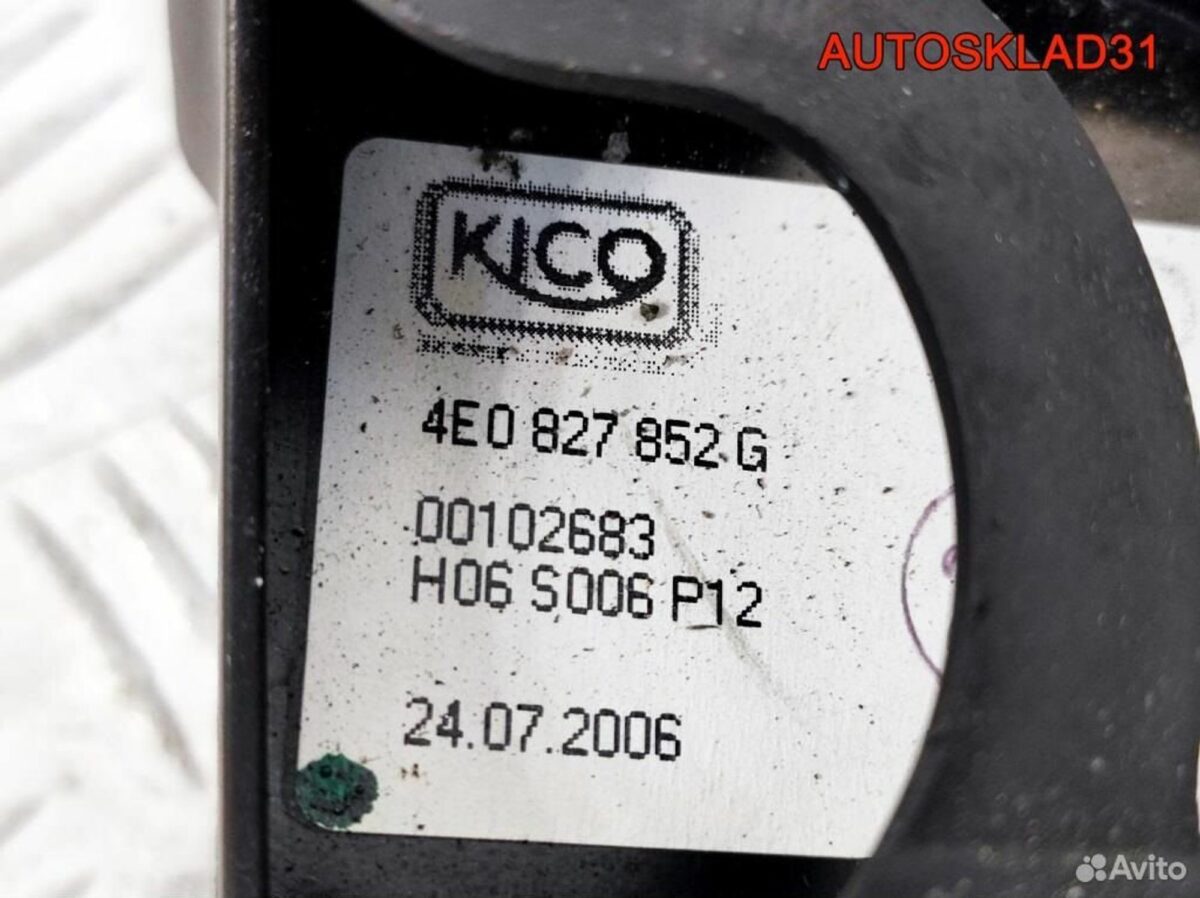 AUTOSKLAD31
KICO
4E0 827 852 G
00102683
H06 S006 P12
24.07.2006
Avito